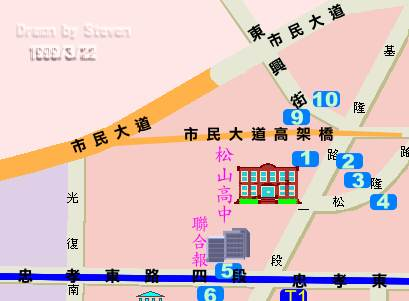 Drawn by Steven
1999/3/22
東興街
市民大道
基隆路
10
9
市民大道
市民大道高架橋
松山高中
1
2
3
隆
4
一
松
光復南
聯合報
段
5
忠孝東路四段
忠孝東
6
T1